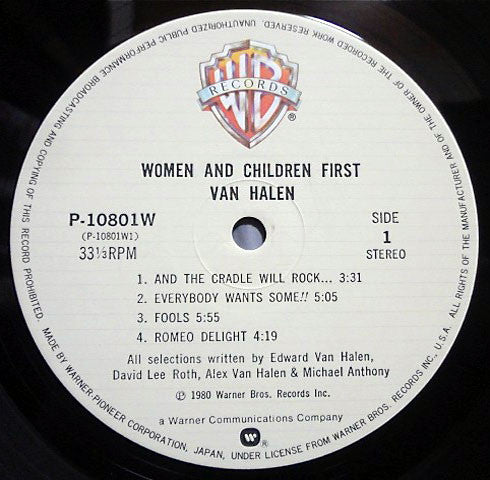 WB
RECORDS
®
WOMEN AND CHILDREN FIRST
VAN HALEN
P-10801W
(P-10801W1)
33⅓RPM
SIDE
1
STEREO
1. AND THE CRADLE WILL ROCK... 3:31
2. EVERYBODY WANTS SOME!! 5:05
3. FOOLS 5:55
4. ROMEO DELIGHT 4:19
All selections written by Edward Van Halen,
David Lee Roth, Alex Van Halen & Michael Anthony
℗ 1980 Warner Bros. Records Inc.
a Warner Communications Company
®
MADE BY WARNER-PIONEER CORPORATION, JAPAN, UNDER LICENSE FROM WARNER BROS. RECORDS INC., U.S.A. ALL RIGHTS OF THE MANUFACTURER AND OF THE OWNER OF THE RECORDED WORK RESERVED. UNAUTHORIZED PUBLIC PERFORMANCE BROADCASTING AND COPYING OF THIS RECORD PROHIBITED.